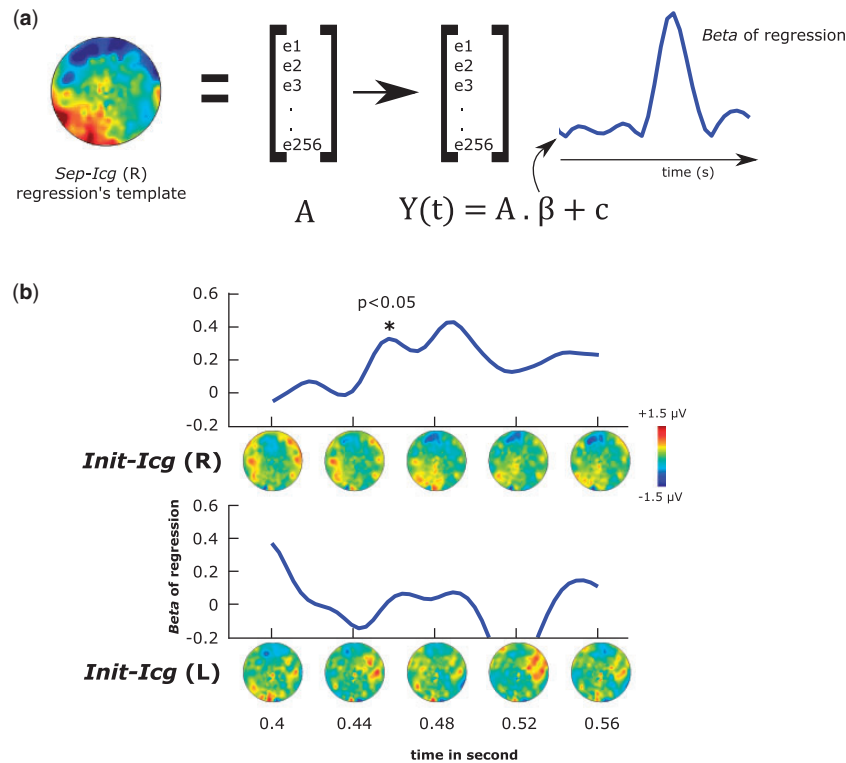 (a)
Sep-Icg (R)
regression's template
=
e1
e2
e3
.
.
e256
A
e1
e2
e3
.
.
e256
Y(t) = A . β + c
Beta of regression
time (s)
(b)
0.6
0.4
0.2
0
-0.2
p<0.05
*
Init-Icg (R)
+1.5 µV
-1.5 µV
Beta of regression
0.6
0.4
0.2
0
-0.2
Init-Icg (L)
0.4 0.44 0.48 0.52 0.56
time in second